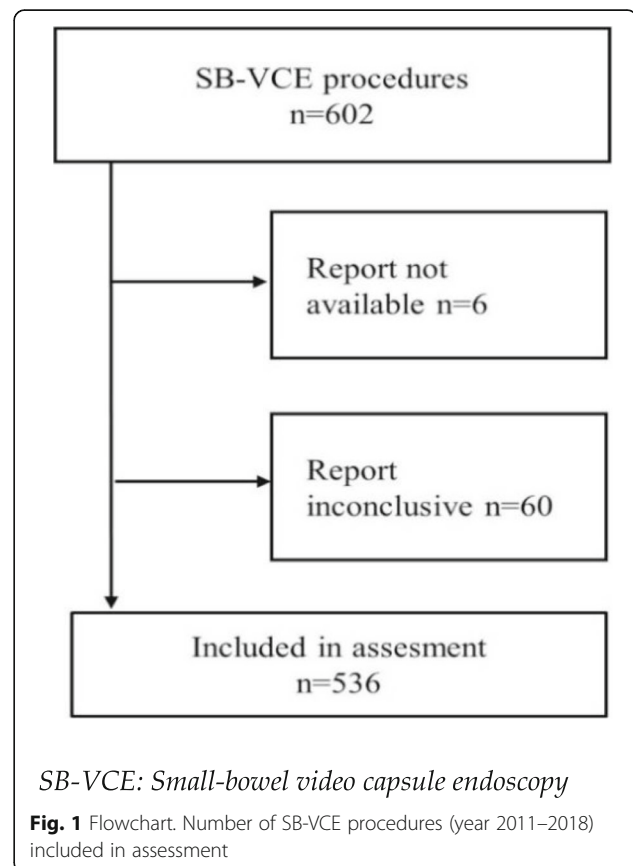 SB-VCE procedures
n=602
Report not
available n=6
Report
inconclusive n=60
Included in assesment
n=536
SB-VCE: Small-bowel video capsule endoscopy
Fig. 1 Flowchart. Number of SB-VCE procedures (year 2011–2018)
included in assessment